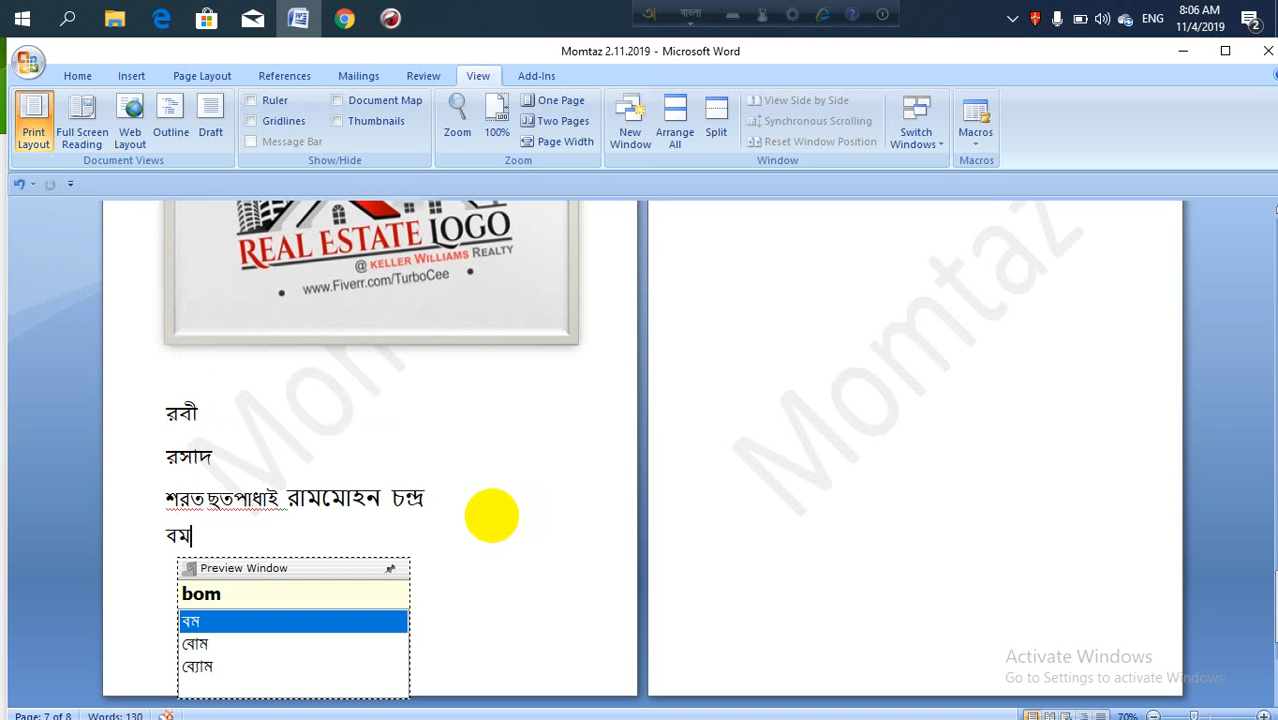 বাংলা
ENG
8:06 AM
11/4/2019
2
Momtaz 2.11.2019 - Microsoft Word
Home Insert Page Layout References Mailings Review View Add-Ins
Print Layout
Full Screen Reading
Web Layout
Outline
Draft
Document Views
Ruler
Gridlines
Message Bar
Document Map
Thumbnails
Show/Hide
Zoom
100%
One Page
Two Pages
Page Width
Zoom
New Window
Arrange All
Split
View Side by Side
Synchronous Scrolling
Reset Window Position
Window
Switch Windows
Macros
Macros
REAL ESTATE LOGO
@ KELLER WILLIAMS REALTY
• www.Fiverr.com/TurboCee •
Momtaz
Momtaz
রবী
রসাদ
শরত ছতপাধাই রামমোহন চন্দ্র
বম
Preview Window
bom
বম
বোম
ব্যোম
Activate Windows
Go to Settings to activate Windows.
Page: 7 of 8 Words: 130
70%